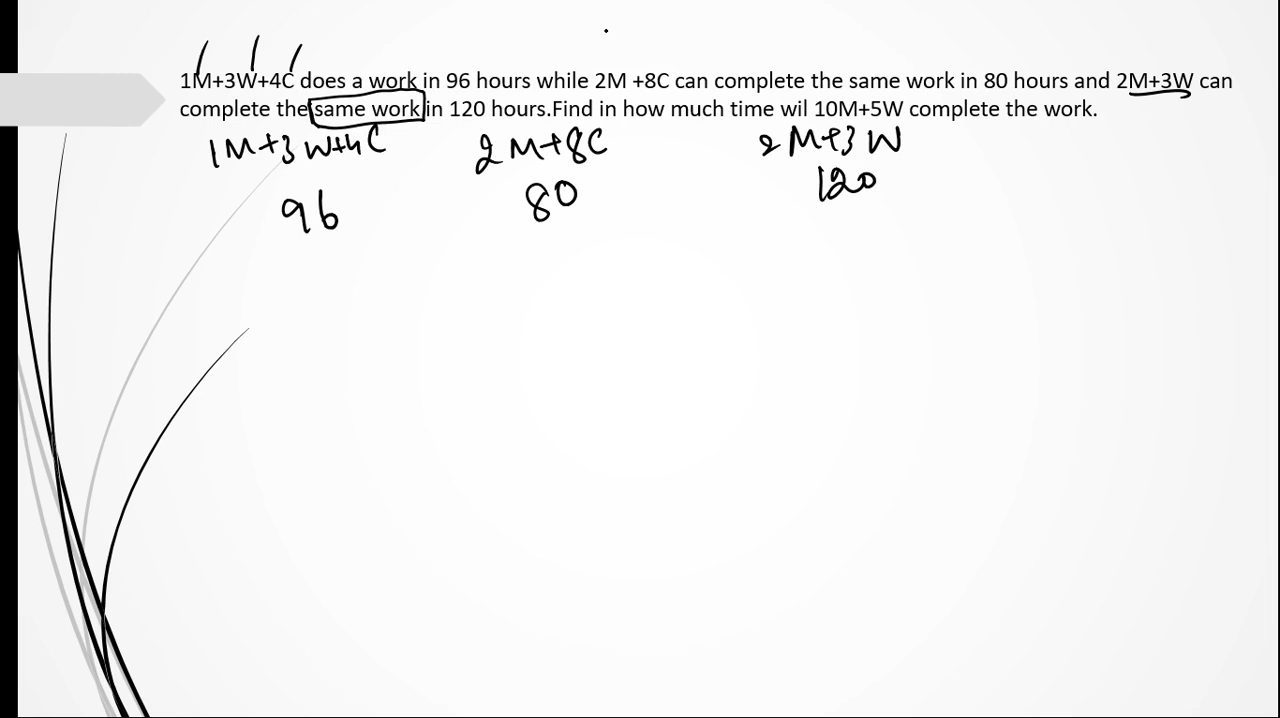 1M+3W+4C does a work in 96 hours while 2M +8C can complete the same work in 80 hours and 2M+3W can
complete the same work in 120 hours.Find in how much time wil 10M+5W complete the work.
1M+3W+4C 2M+8C 2M+3W
96 80 120